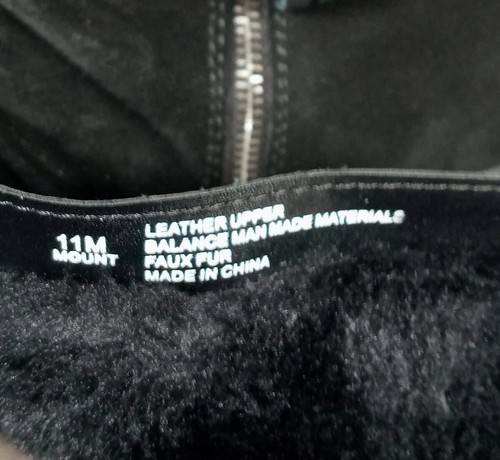 11M
MOUNT
LEATHER UPPER
BALANCE MAN MADE MATERIALS
FAUX FUR
MADE IN CHINA